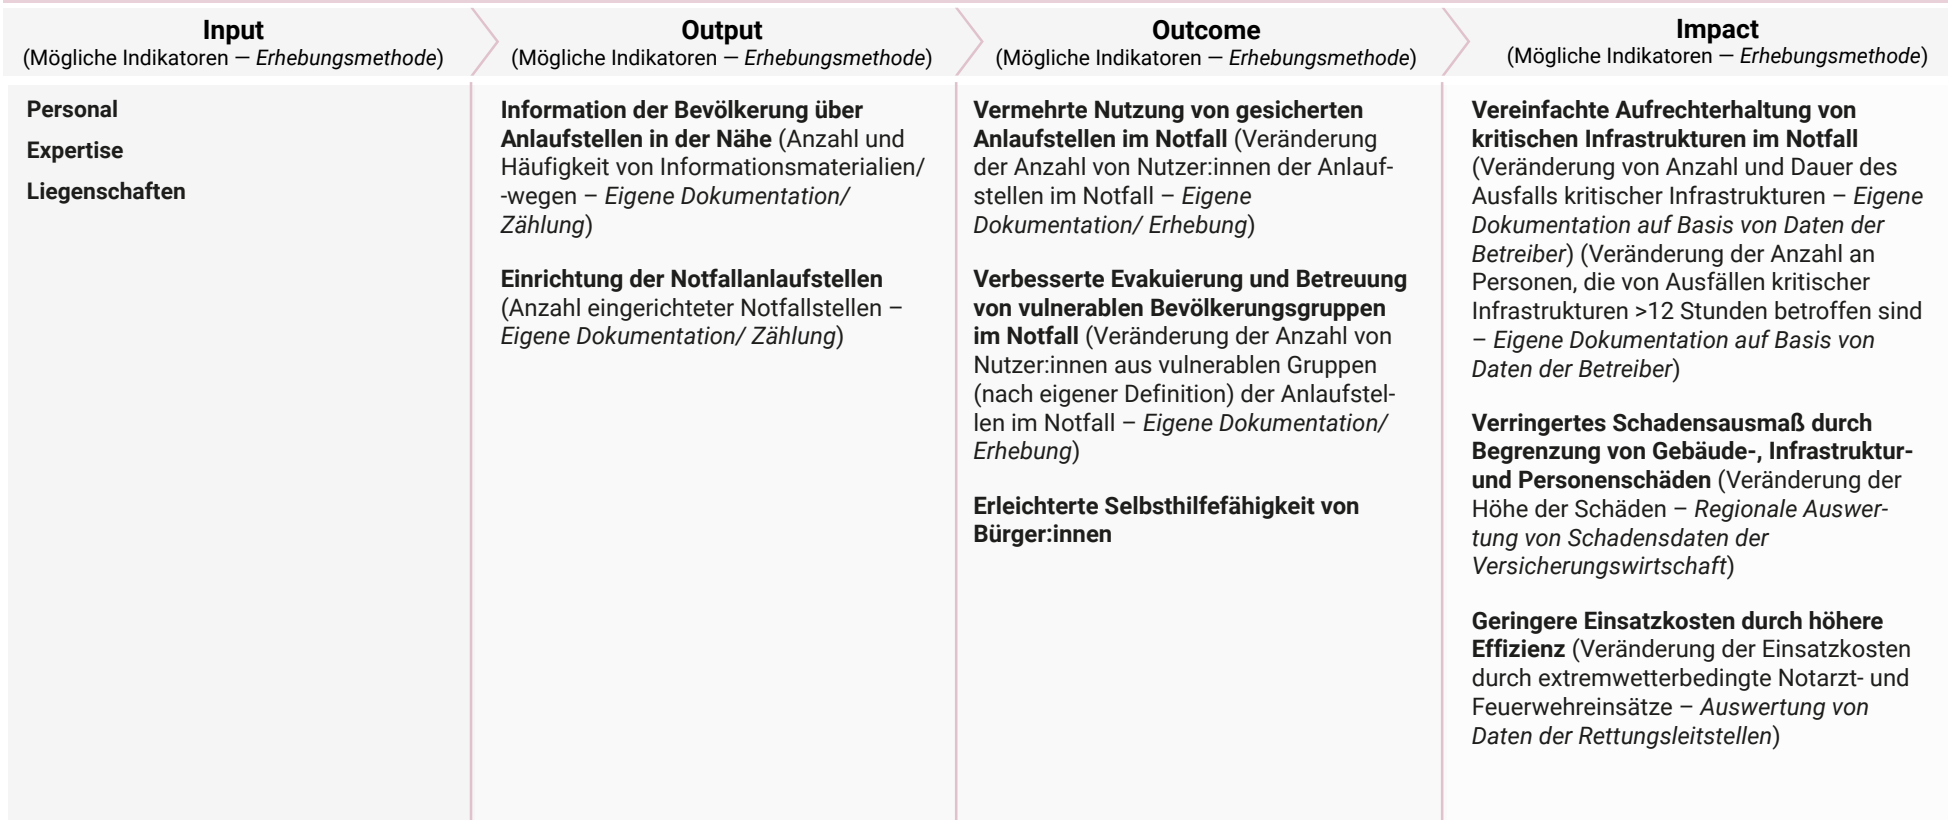 Input
(Mögliche Indikatoren — Erhebungsmethode)
Output
(Mögliche Indikatoren — Erhebungsmethode)
Outcome
(Mögliche Indikatoren — Erhebungsmethode)
Impact
(Mögliche Indikatoren — Erhebungsmethode)
Personal
Expertise
Liegenschaften
Information der Bevölkerung über
Anlaufstellen in der Nähe (Anzahl und
Häufigkeit von Informationsmaterialien/
-wegen – Eigene Dokumentation/
Zählung)
Einrichtung der Notfallanlaufstellen
(Anzahl eingerichteter Notfallstellen –
Eigene Dokumentation/ Zählung)
Vermehrte Nutzung von gesicherten
Anlaufstellen im Notfall (Veränderung
der Anzahl von Nutzer:innen der Anlauf-
stellen im Notfall – Eigene
Dokumentation/ Erhebung)
Verbesserte Evakuierung und Betreuung
von vulnerablen Bevölkerungsgruppen
im Notfall (Veränderung der Anzahl von
Nutzer:innen aus vulnerablen Gruppen
(nach eigener Definition) der Anlaufstel-
len im Notfall – Eigene Dokumentation/
Erhebung)
Erleichterte Selbsthilfefähigkeit von
Bürger:innen
Vereinfachte Aufrechterhaltung von
kritischen Infrastrukturen im Notfall
(Veränderung von Anzahl und Dauer des
Ausfalls kritischer Infrastrukturen – Eigene
Dokumentation auf Basis von Daten der
Betreiber) (Veränderung der Anzahl an
Personen, die von Ausfällen kritischer
Infrastrukturen >12 Stunden betroffen sind
– Eigene Dokumentation auf Basis von
Daten der Betreiber)
Verringertes Schadensausmaß durch
Begrenzung von Gebäude-, Infrastruktur-
und Personenschäden (Veränderung der
Höhe der Schäden – Regionale Auswer-
tung von Schadensdaten der
Versicherungswirtschaft)
Geringere Einsatzkosten durch höhere
Effizienz (Veränderung der Einsatzkosten
durch extremwetterbedingte Notarzt- und
Feuerwehreinsätze – Auswertung von
Daten der Rettungsleitstellen)